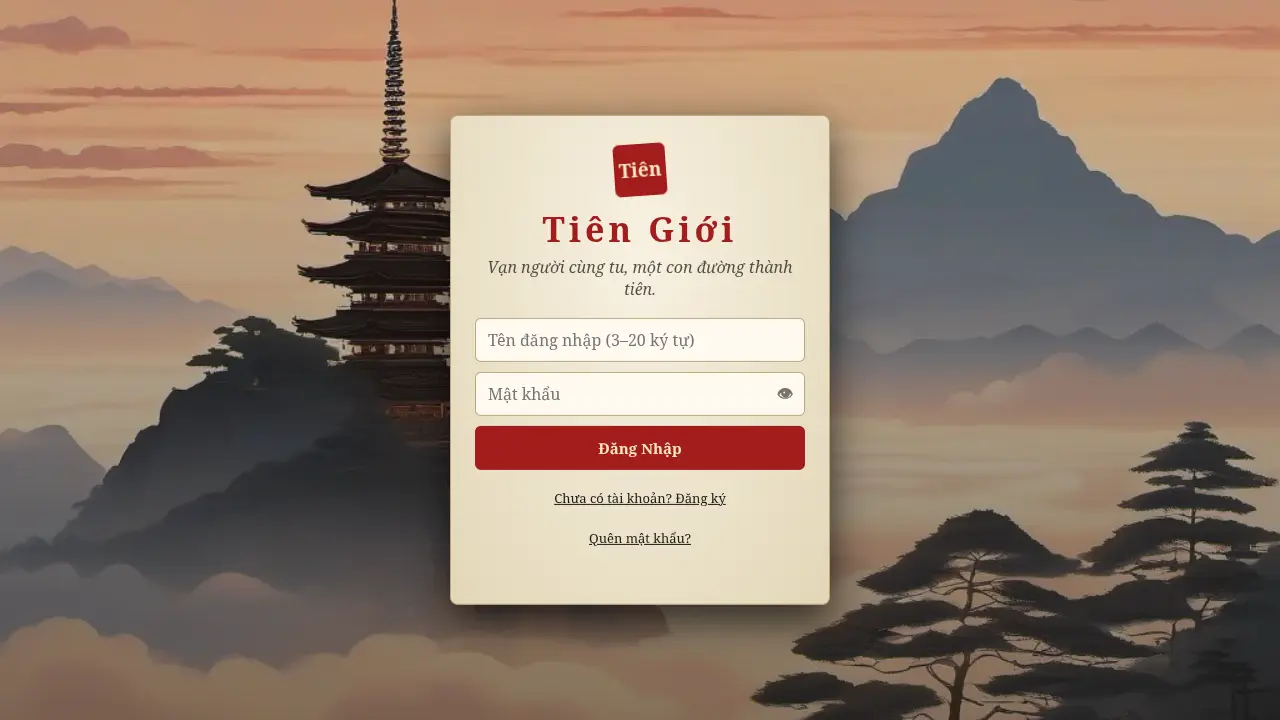 Tiên
Tiên Giới
Vạn người cùng tu, một con đường thành
tiên.
Tên đăng nhập (3–20 ký tự)
Mật khẩu
Đăng Nhập
Chưa có tài khoản? Đăng ký
Quên mật khẩu?